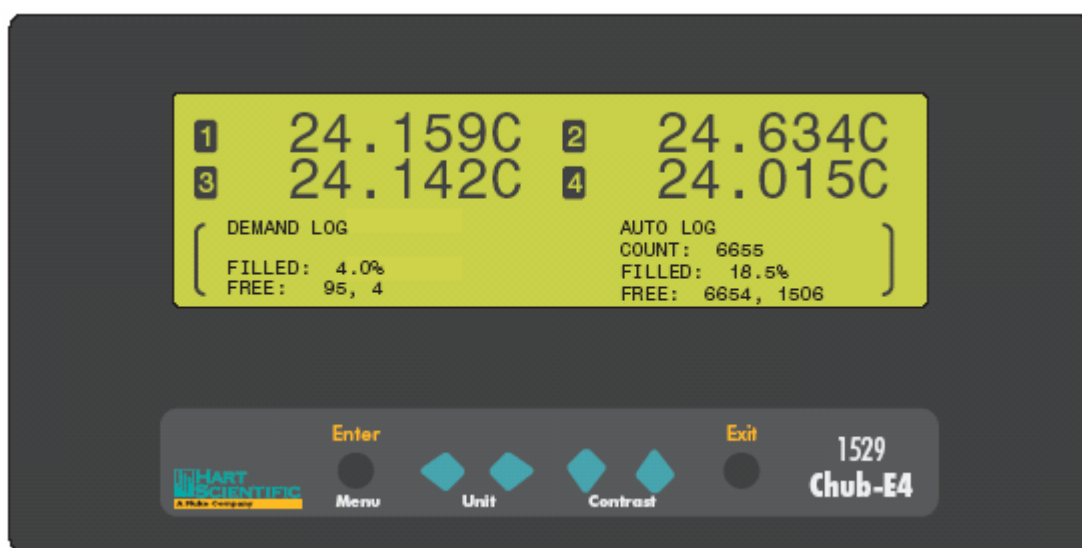 1 24.159C 2 24.634C
3 24.142C 4 24.015C
DEMAND LOG
FILLED: 4.0%
FREE: 95, 4
AUTO LOG
COUNT: 6655
FILLED: 18.5%
FREE: 6654, 1506
Enter
Menu
Unit
Contrast
Exit
HART
SCIENTIFIC
A Fluke Company
1529
Chub-E4